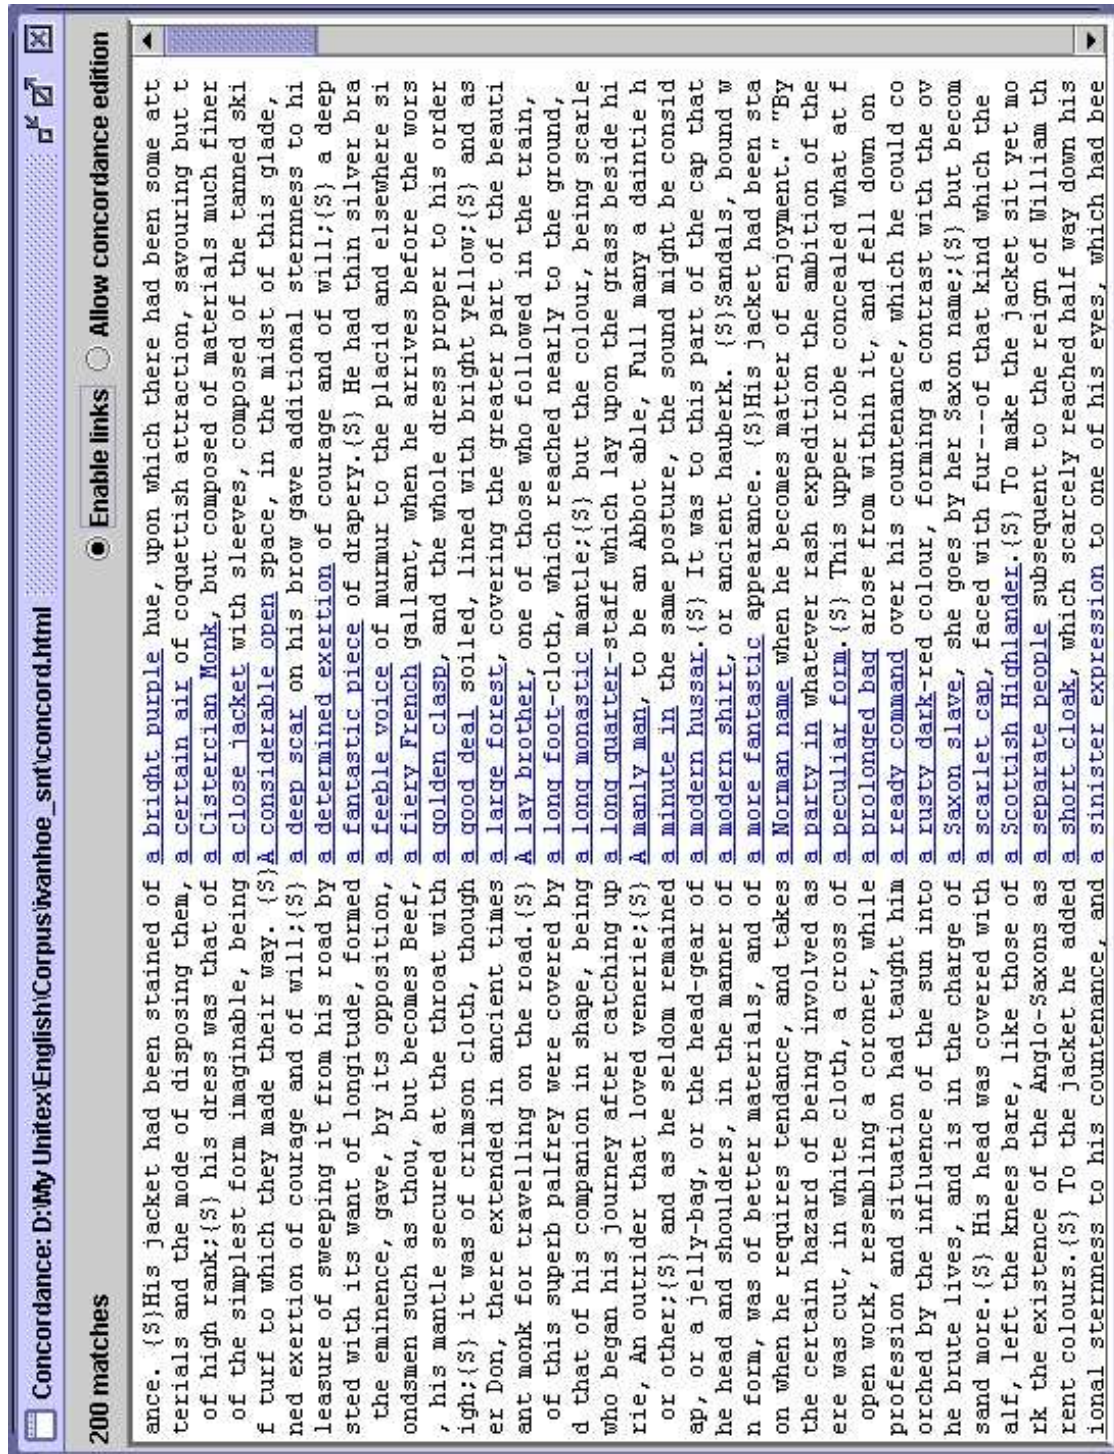 Concordance: D:\My Unitex\English\Corpus\ivanhoe_snt\concord.html
200 matches
Enable links Allow concordance edition
ance. {S}His jacket had been stained of a bright purple hue, upon which there had been some att
terials and the mode of disposing them, a certain air of coquettish attraction, savouring but t
of high rank;{S} his dress was that of a Cistercian Monk, but composed of materials much finer
of the simplest form imaginable, being a close jacket with sleeves, composed of the tanned ski
f turf to which they made their way. {S}A considerable open space, in the midst of this glade,
ned exertion of courage and of will;{S} a deep scar on his brow gave additional sternness to hi
leasure of sweeping it from his road by a determined exertion of courage and of will;{S} a deep
sted with its want of longitude, formed a fantastic piece of drapery.{S} He had thin silver bra
the eminence, gave, by its opposition, a feeble voice of murmur to the placid and elsewhere si
ondsmen such as thou, but becomes Beef, a fiery French gallant, when he arrives before the wors
, his mantle secured at the throat with a golden clasp, and the whole dress proper to his order
igh;{S} it was of crimson cloth, though a good deal soiled, lined with bright yellow;{S} and as
er Don, there extended in ancient times a large forest, covering the greater part of the beauti
ant monk for travelling on the road.{S} A lay brother, one of those who followed in the train,
of this superb palfrey were covered by a long foot-cloth, which reached nearly to the ground,
d that of his companion in shape, being a long monastic mantle;{S} but the colour, being scarle
who began his journey after catching up a long quarter-staff which lay upon the grass beside hi
rrie, An outrider that loved venerie;{S} A manly man, to be an Abbot able, Full many a daintie h
or other;{S} and as he seldom remained a minute in the same posture, the sound might be consid
ap, or a jelly-bag, or the head-gear of a modern hussar.{S} It was to this part of the cap that
he head and shoulders, in the manner of a modern shirt, or ancient hauberk. {S}Sandals, bound w
n form, was of better materials, and of a more fantastic appearance. {S}His jacket had been sta
on when he requires tendance, and takes a Norman name when he becomes matter of enjoyment." "By
the certain hazard of being involved as a party in whatever rash expedition the ambition of the
ere was cut, in white cloth, a cross of a peculiar form.{S} This upper robe concealed what at f
open work, resembling a coronet, while a prolonged bag arose from within it, and fell down on
profession and situation had taught him a ready command over his countenance, which he could co
orched by the influence of the sun into a rusty dark-red colour, forming a contrast with the ov
he brute lives, and is in the charge of a Saxon slave, she goes by her Saxon name;{S} but becom
sand more.{S} His head was covered with a scarlet cap, faced with fur---of that kind which the
alf, left the knees bare, like those of a Scottish Highlander.{S} To make the jacket sit yet mo
rk the existence of the Anglo-Saxons as a separate people subsequent to the reign of William th
rent colours.{S} To the jacket he added a short cloak, which scarcely reached half way down his
ional stermness to his countenance, and a sinister expression to one of his eyes, which had bee